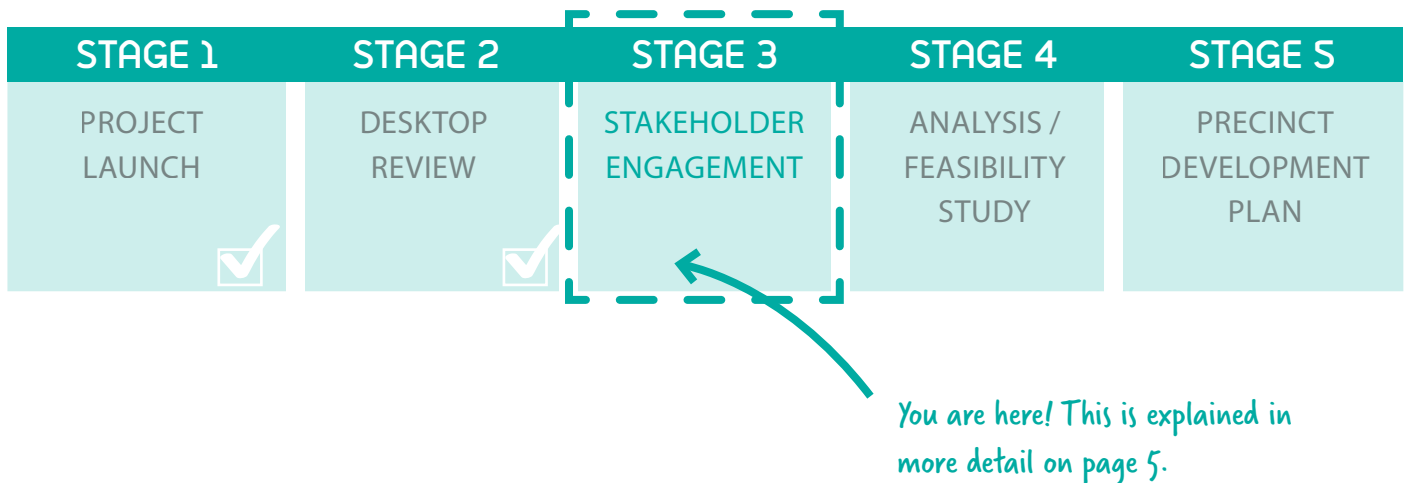 STAGE 1
PROJECT
LAUNCH
STAGE 2
DESKTOP
REVIEW
STAGE 3
STAKEHOLDER
ENGAGEMENT
STAGE 4
ANALYSIS /
FEASIBILITY
STUDY
STAGE 5
PRECINCT
DEVELOPMENT
PLAN
You are here! This is explained in
more detail on page 5.